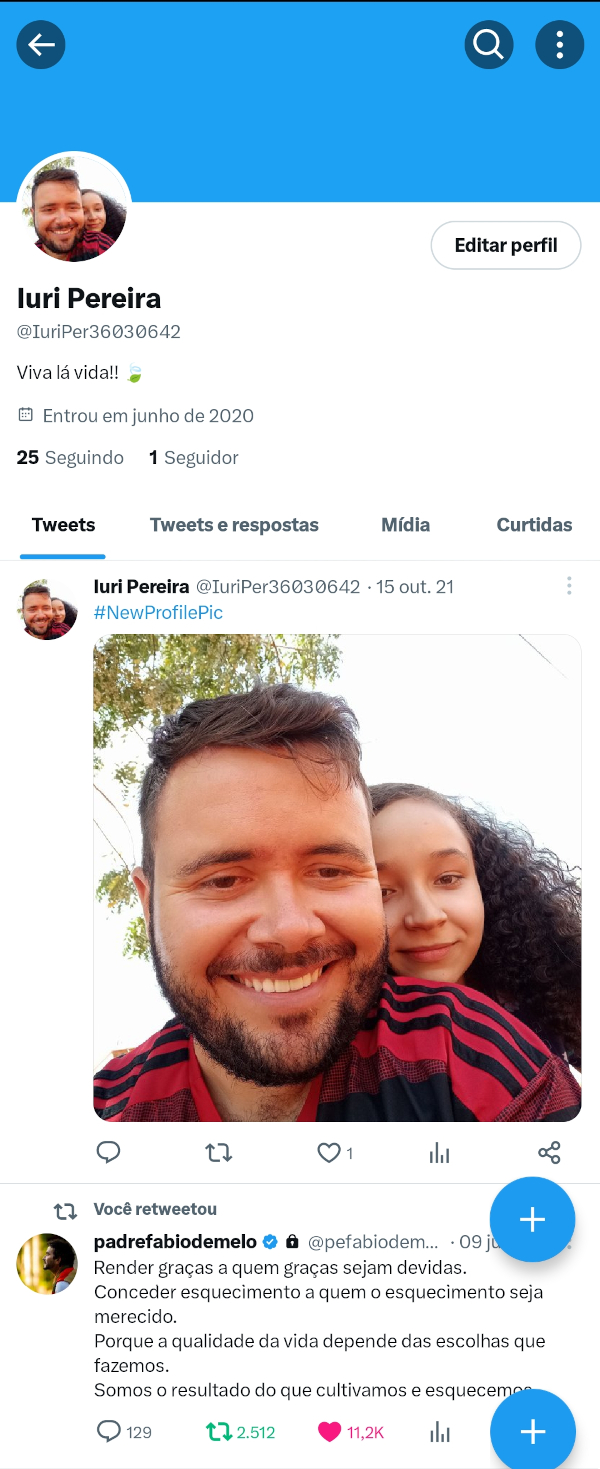 Editar perfil
Iuri Pereira
@IuriPer36030642
Viva lá vida!! 🍃
Entrou em junho de 2020
25 Seguindo 1 Seguidor
Tweets Tweets e respostas Mídia Curtidas
Iuri Pereira @IuriPer36030642 · 15 out. 21
#NewProfilePic
1
Você retweetou
padrefabiodemelo @pefabiodem... · 09 ju
Render graças a quem graças sejam devidas.
Conceder esquecimento a quem o esquecimento seja
merecido.
Porque a qualidade da vida depende das escolhas que
fazemos.
Somos o resultado do que cultivamos e esquecemos
129 2.512 11,2K